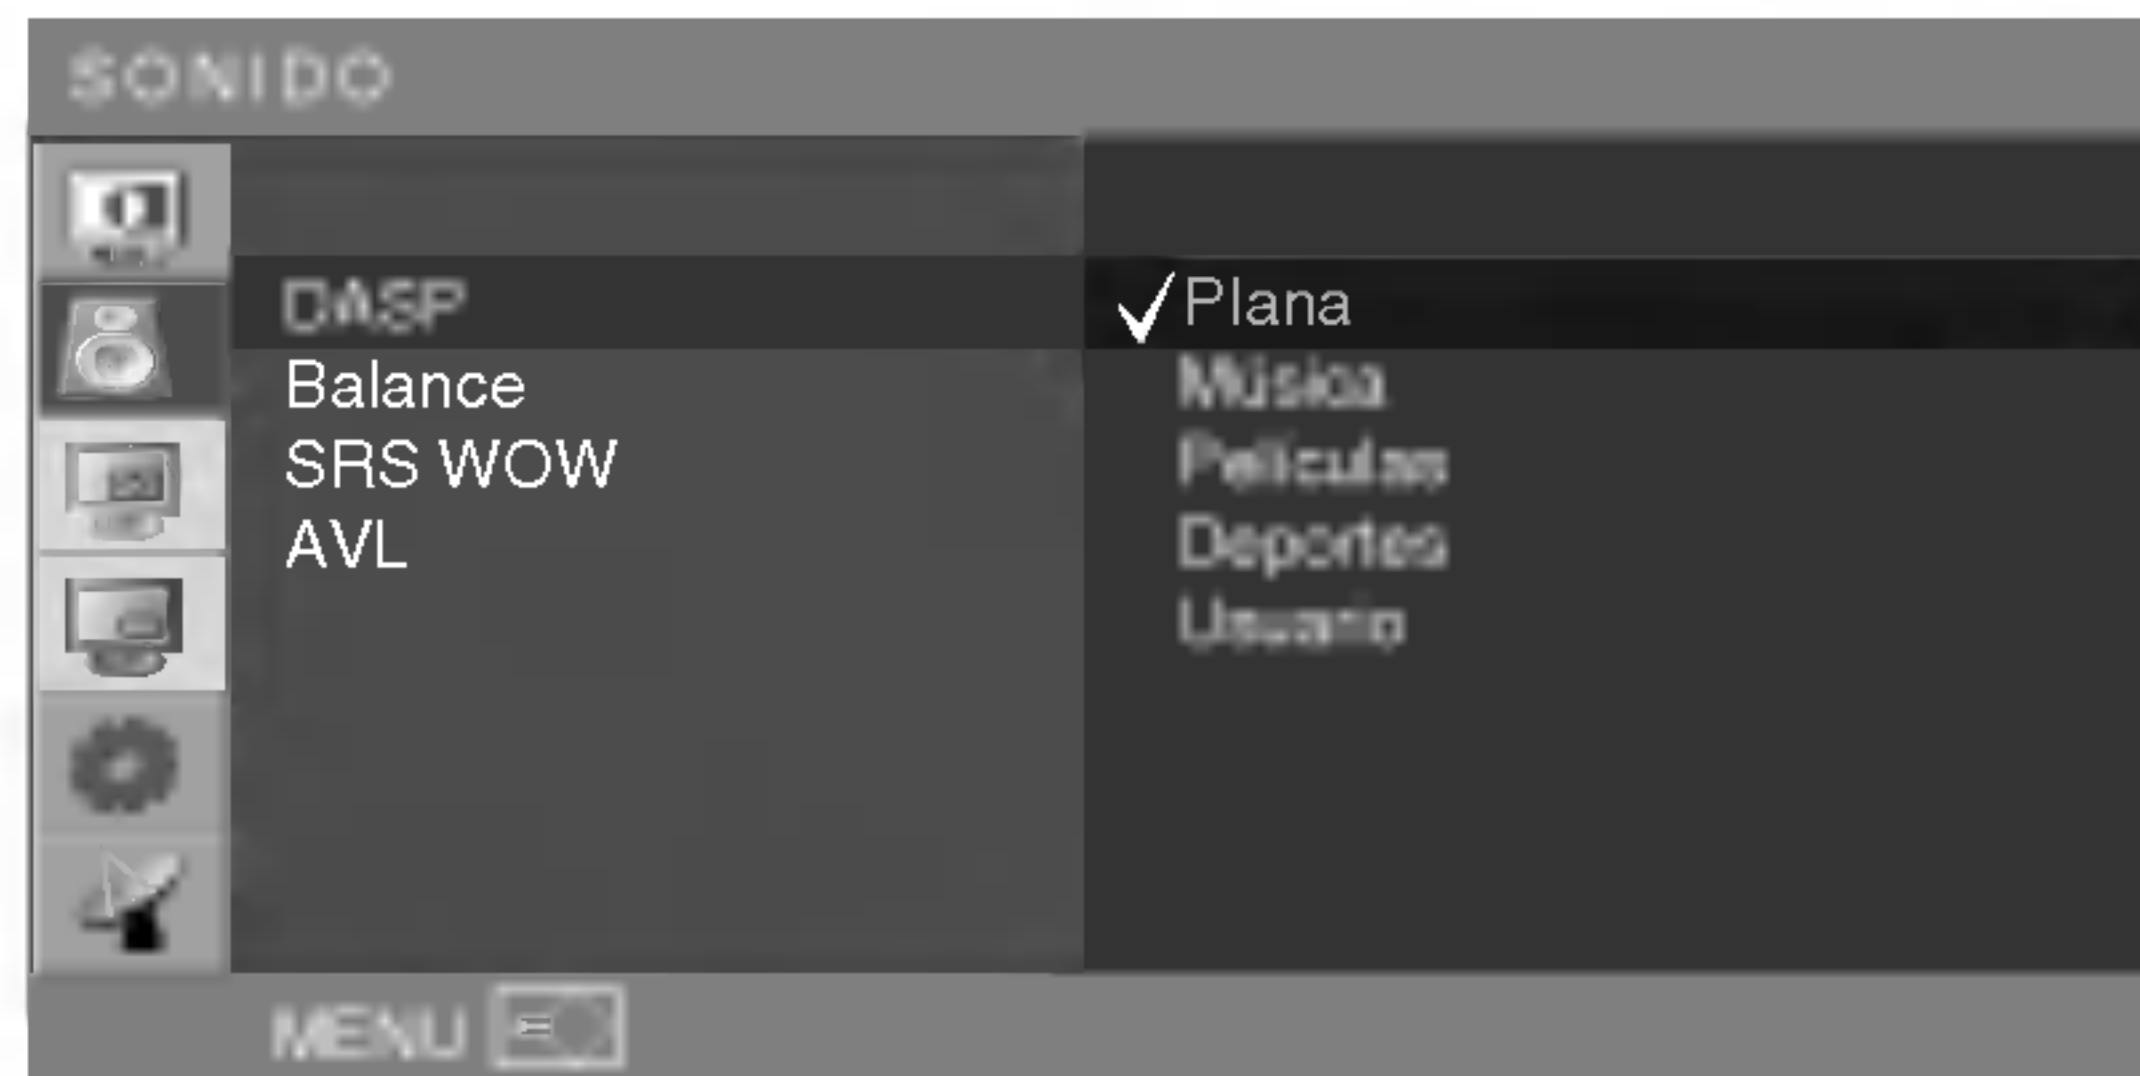 SONIDO
DASP
✓ Plana
Balance
Música
SRS WOW
Películas
AVL
Deportes
Usuario
MENU